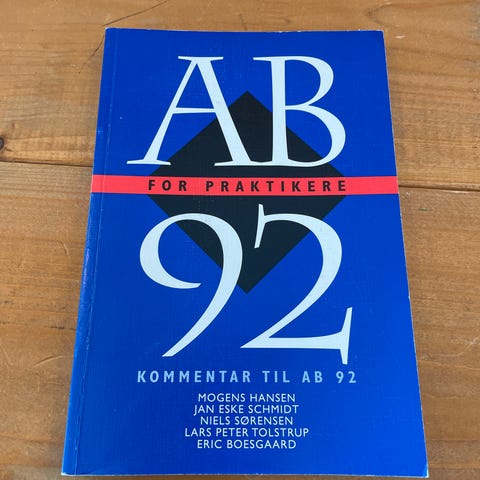 AB
FOR PRAKTIKERE
92
KOMMENTAR TIL AB 92
MOGENS HANSEN
JAN ESKE SCHMIDT
NIELS SØRENSEN
LARS PETER TOLSTRUP
ERIC BOESGAARD